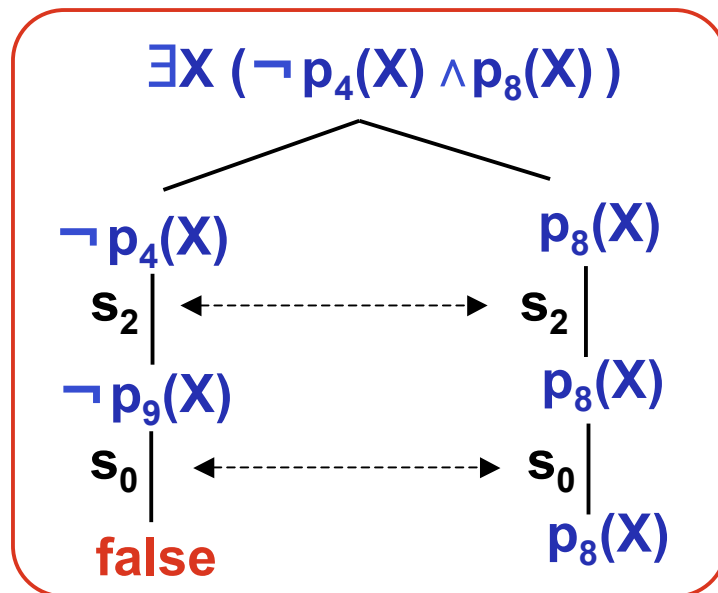 ∃X (¬p₄(X) ∧p₈(X) )
¬p₄(X) p₈(X)
s₂ s₂
¬p₉(X) p₈(X)
s₀ s₀
false p₈(X)